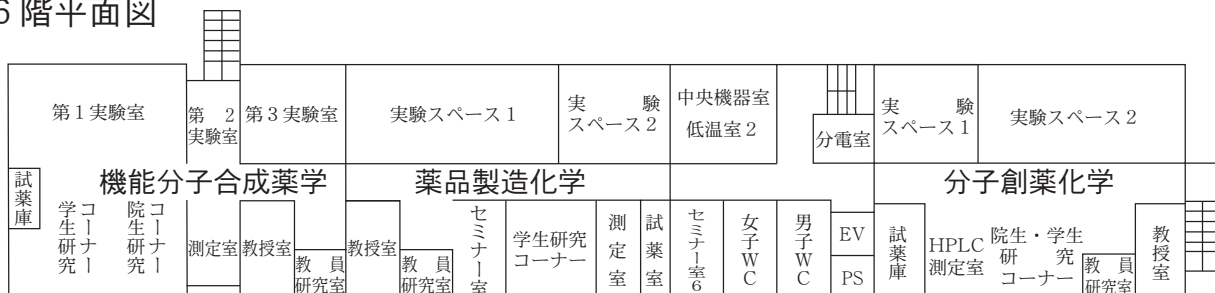 6階平面図
第1実験室
第2
実験室
第3実験室
実験スペース1
実験
スペース2
中央機器室
低温室2
分電室
実験
スペース1
実験スペース2
試薬庫
機能分子合成薬学
薬品製造化学
分子創薬化学
学生研究
コーナー
院生研究
コーナー
測定室
教授室
教員
研究室
教授室
教員
研究室
セミナー室
学生研究
コーナー
測定室
試薬室
セミナー室6
女子WC
男子WC
EV
PS
試薬庫
HPLC
測定室
院生・学生
研究
コーナー
教員
研究室
教授室